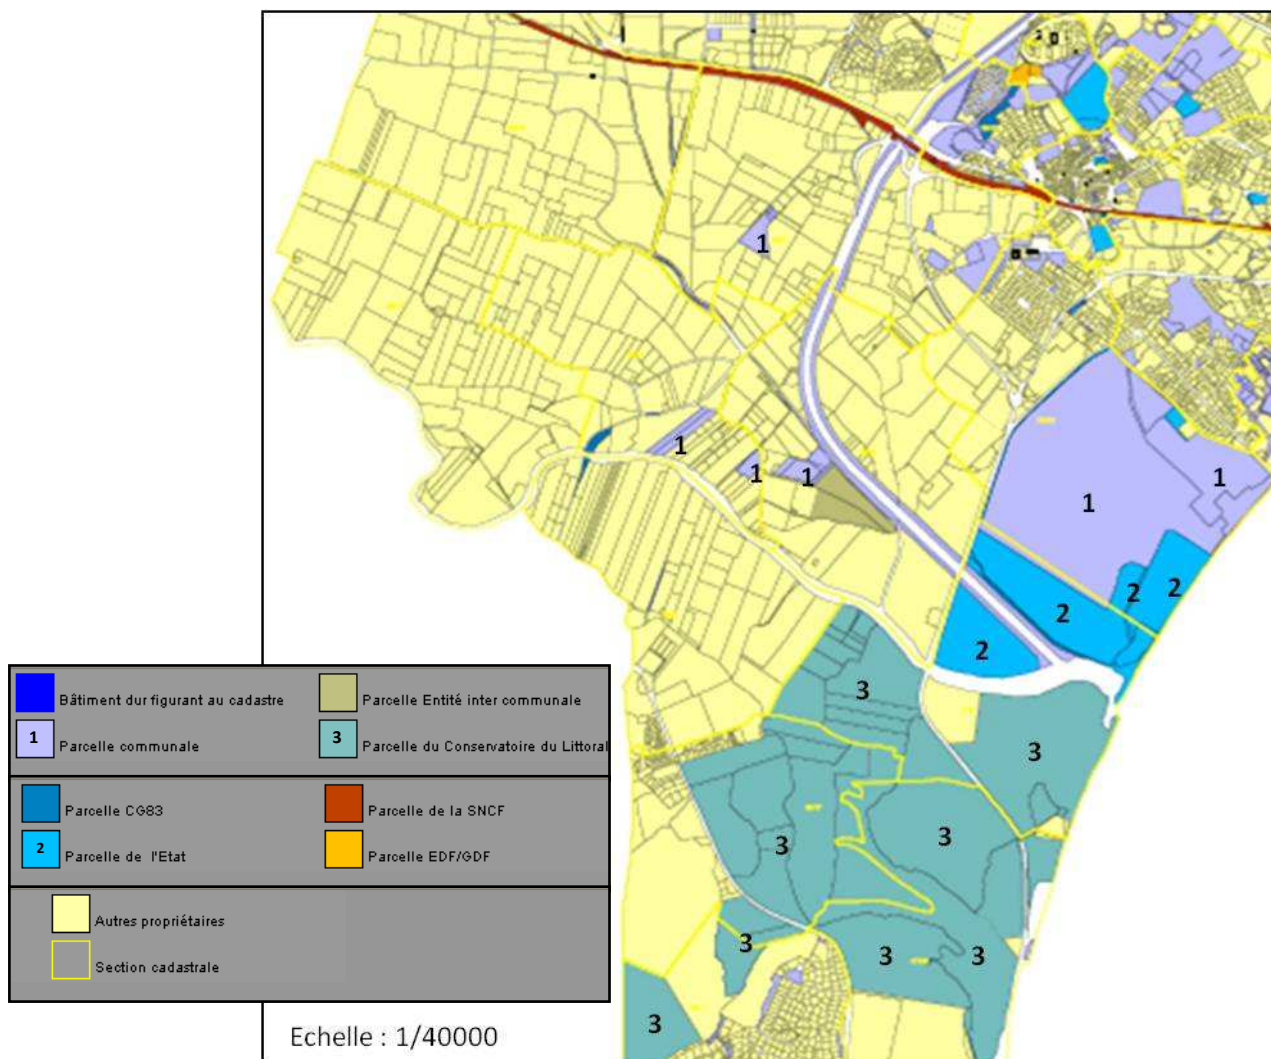 1
1
1
1
1
1
2
2
2
2
3
3
3
3
3
3
3
3
Bâtiment dur figurant au cadastre
Parcelle Entité inter communale
1 Parcelle communale
3 Parcelle du Conservatoire du Littoral
Parcelle CG83
Parcelle de la SNCF
2 Parcelle de l'Etat
Parcelle EDF/GDF
Autres propriétaires
Section cadastrale
Echelle : 1/40000